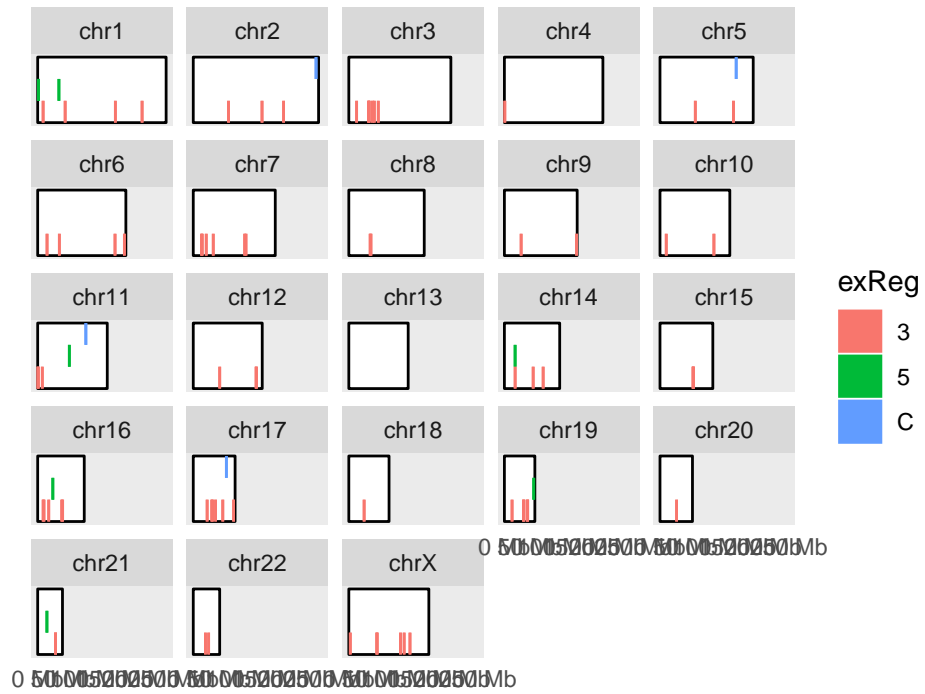 chr1 chr2 chr3 chr4 chr5
chr6 chr7 chr8 chr9 chr10
exReg
3
5
C
chr11 chr12 chr13 chr14 chr15
chr16 chr17 chr18 chr19 chr20
chr21 chr22 chrX